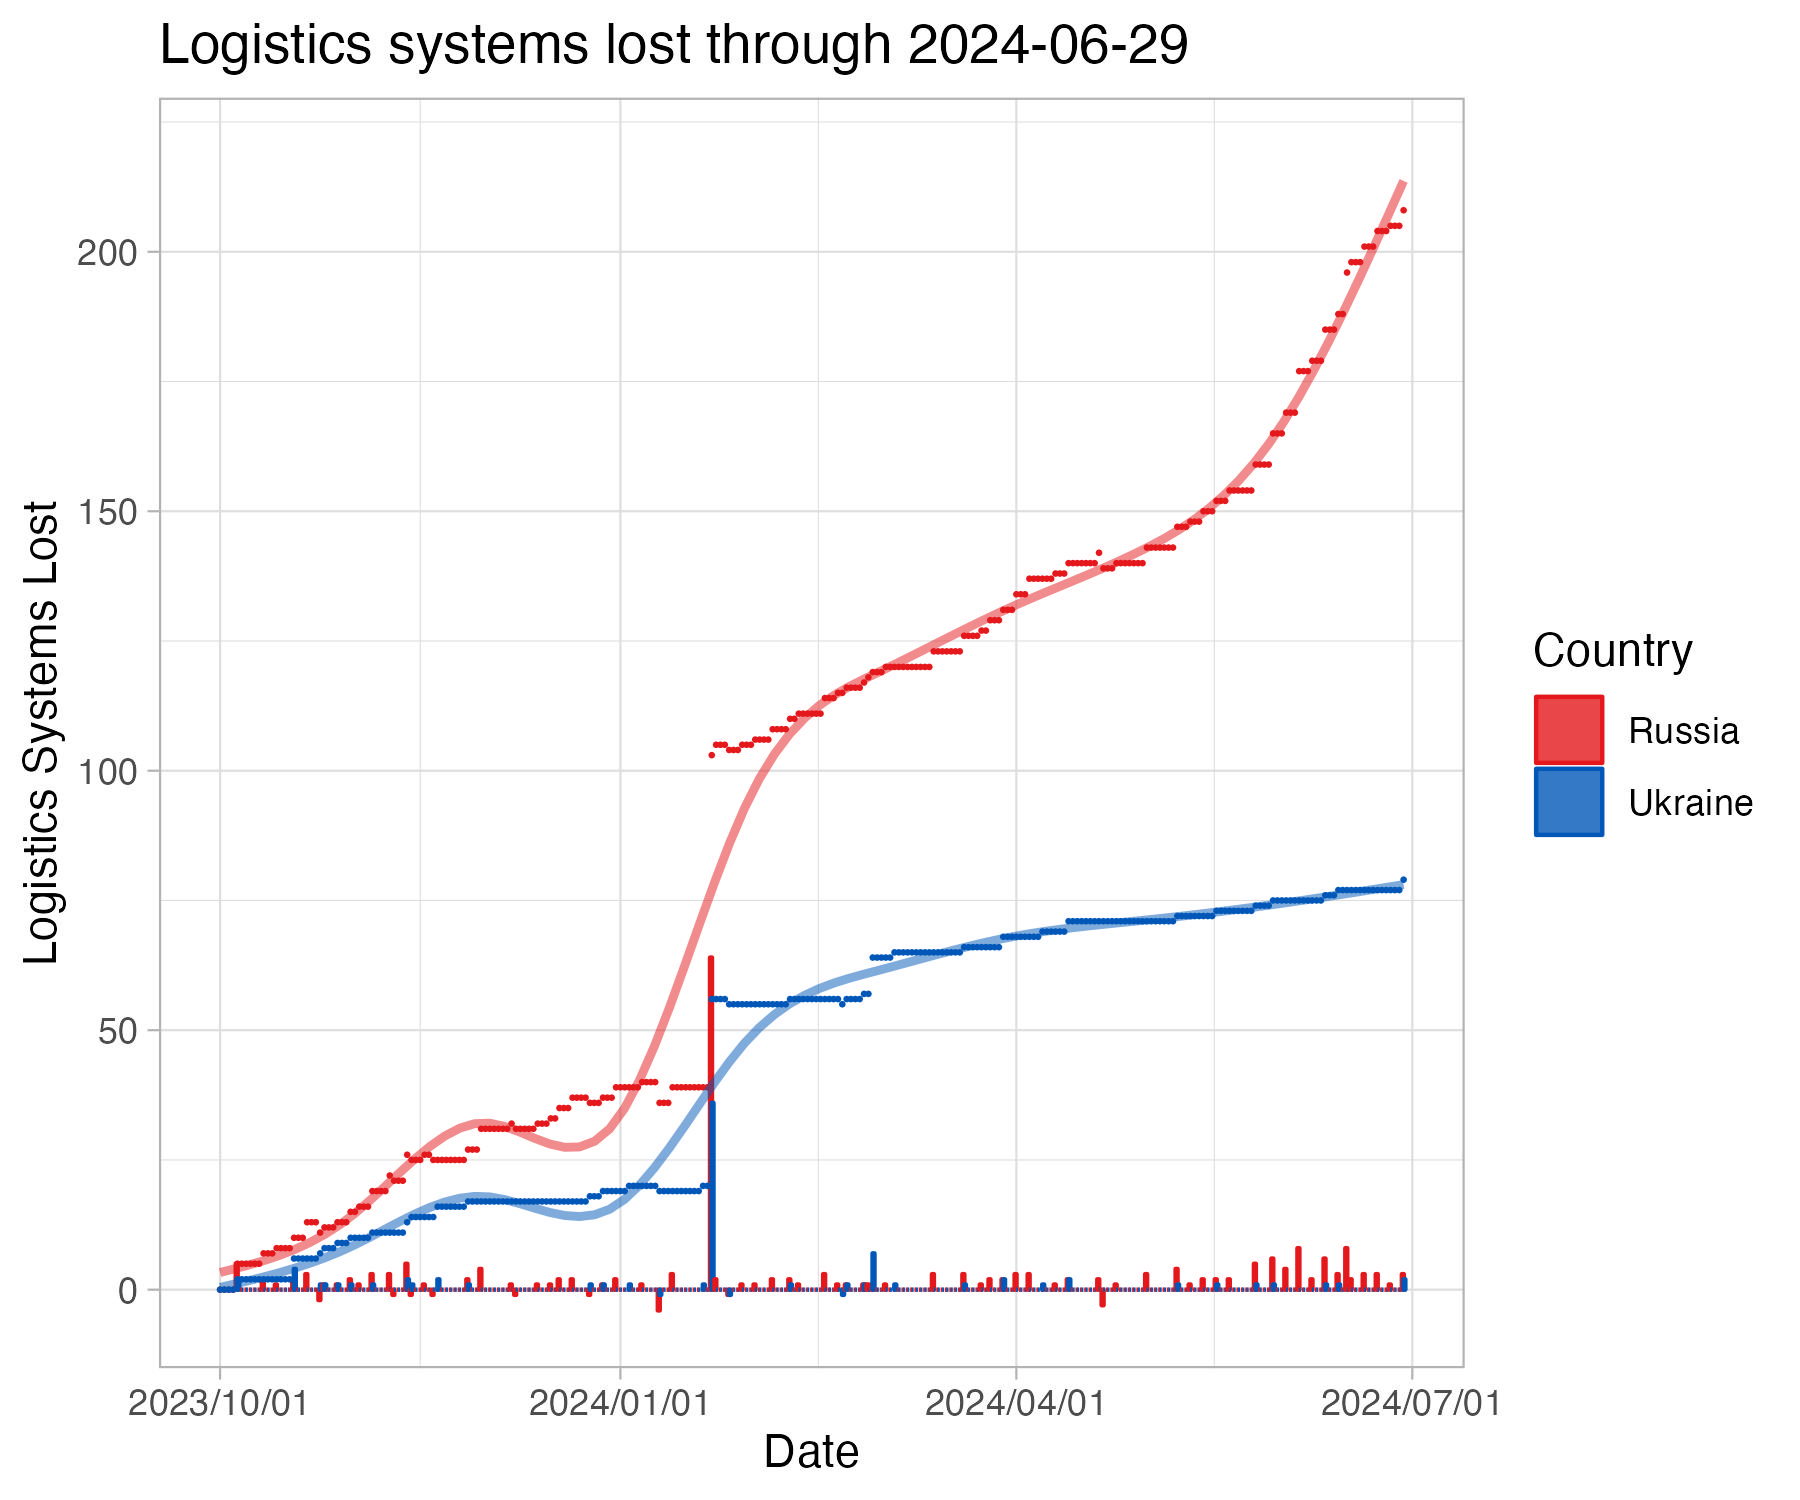 Logistics systems lost through 2024-06-29
Logistics Systems Lost
200
150
100
50
0
2023/10/01
2024/01/01
2024/04/01
2024/07/01
Date
Country
Russia
Ukraine